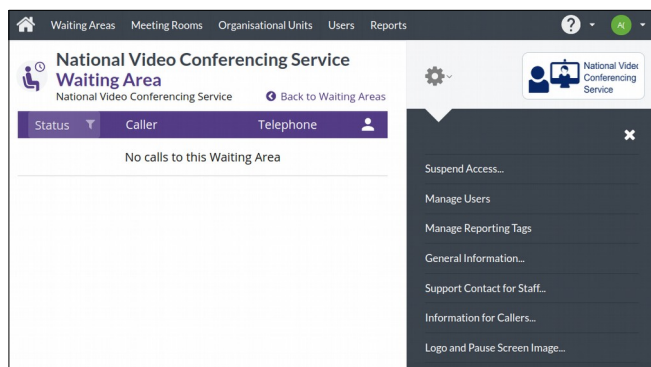 Waiting Areas Meeting Rooms Organisational Units Users Reports ? A(
National Video Conferencing Service
Waiting Area
National Video Conferencing Service Back to Waiting Areas
Status Caller Telephone
No calls to this Waiting Area
National Video
Conferencing
Service
Suspend Access...
Manage Users
Manage Reporting Tags
General Information...
Support Contact for Staff...
Information for Callers...
Logo and Pause Screen Image...